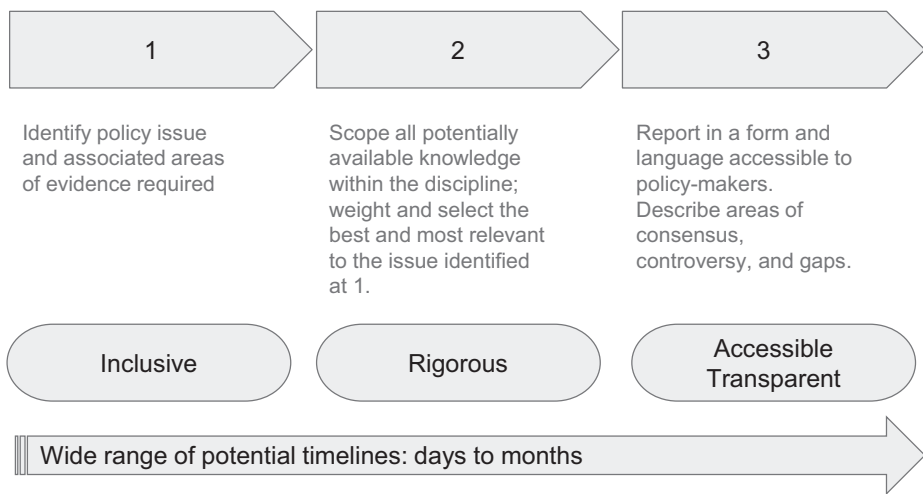 1
2
3
Identify policy issue
and associated areas
of evidence required
Scope all potentially
available knowledge
within the discipline;
weight and select the
best and most relevant
to the issue identified
at 1.
Report in a form and
language accessible to
policy-makers.
Describe areas of
consensus,
controversy, and gaps.
Inclusive
Rigorous
Accessible
Transparent
Wide range of potential timelines: days to months